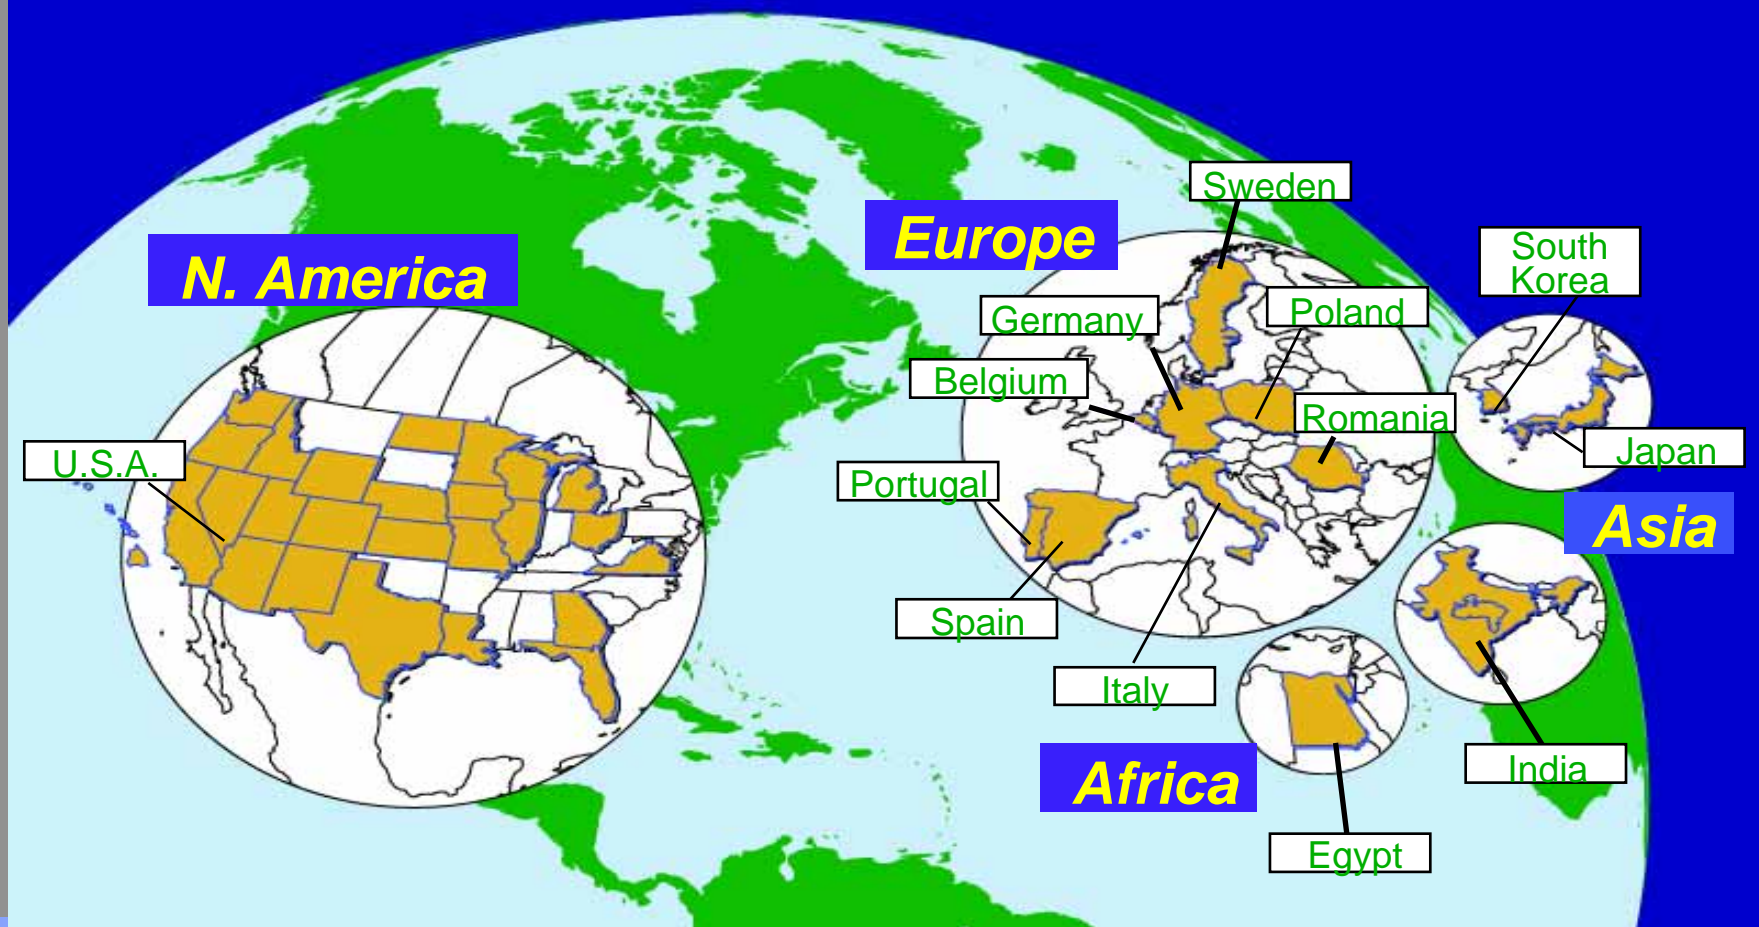 Sweden
Europe
N. America
South
Korea
Germany
Poland
Belgium
Romania
U.S.A.
Japan
Portugal
Asia
Spain
Italy
India
Africa
Egypt